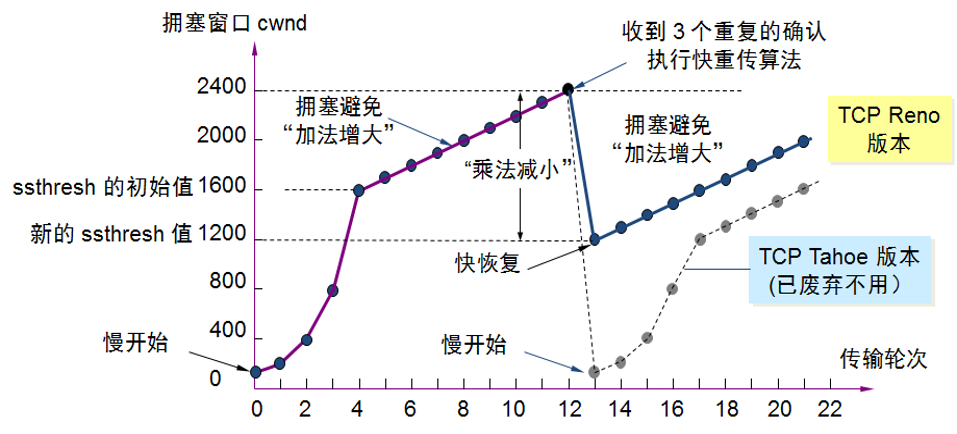 拥塞窗口 cwnd
收到 3 个重复的确认
执行快重传算法
2400
拥塞避免
“加法增大”
拥塞避免
“加法增大”
TCP Reno
版本
2000
“乘法减小”
ssthresh 的初始值
1600
新的 ssthresh 值
1200
快恢复
TCP Tahoe 版本
(已废弃不用）
800
慢开始
400
慢开始
传输轮次
0
0 2 4 6 8 10 12 14 16 18 20 22